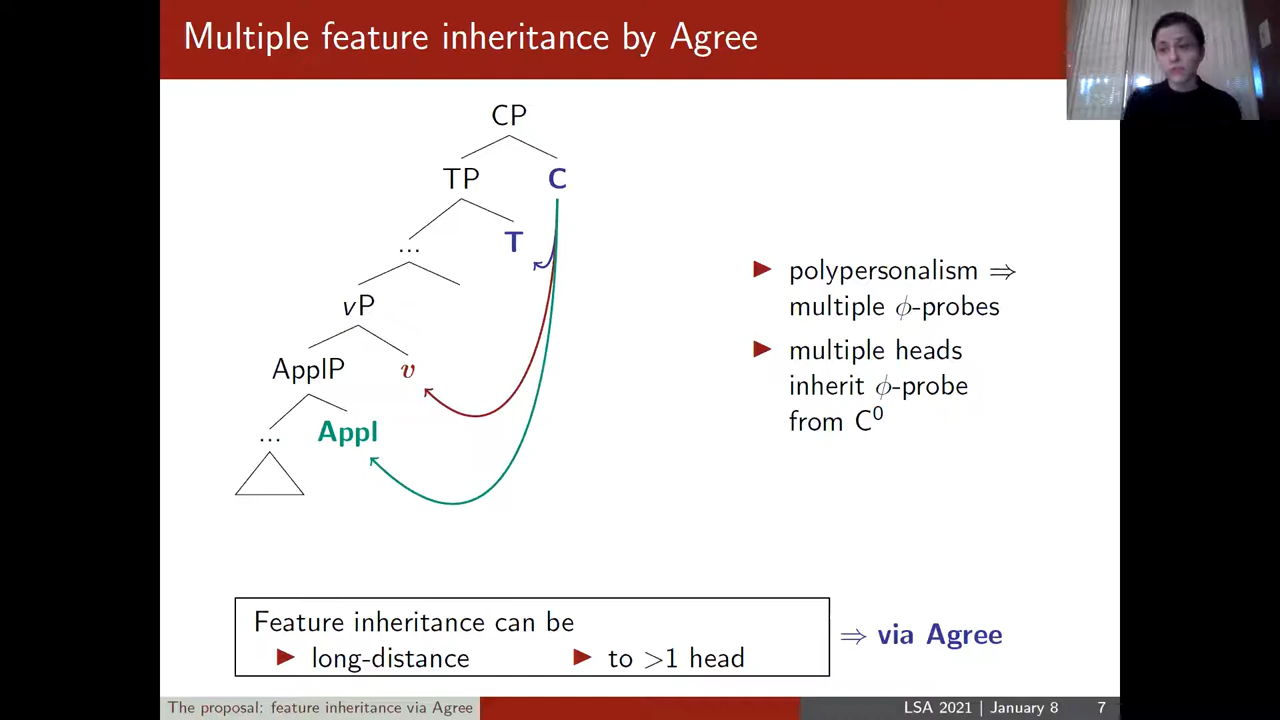 Multiple feature inheritance by Agree
CP
TP C
... T
vP
ApplP v
... Appl
▶ polypersonalism ⇒
multiple ϕ-probes
▶ multiple heads
inherit ϕ-probe
from C⁰
Feature inheritance can be
▶ long-distance ▶ to >1 head
⇒ via Agree
The proposal: feature inheritance via Agree LSA 2021 | January 8 7